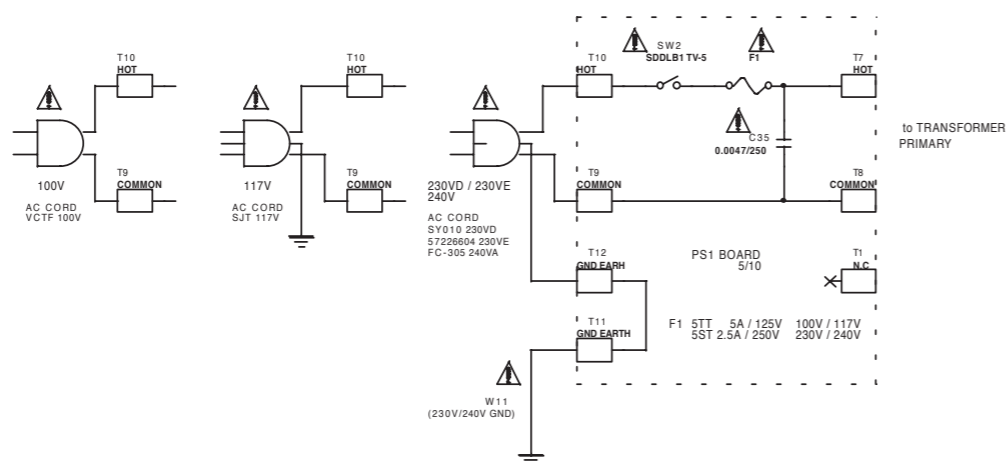 T10
HOT
T9
COMMON
100V
AC CORD
VCTF 100V
T10
HOT
T9
COMMON
117V
AC CORD
SJT 117V
230VD / 230VE
240V
AC CORD
SY010 230VD
57226604 230VE
FC-305 240VA
T10
HOT
SW2
SDDLB1 TV-5
F1
T7
HOT
C35
0.0047/250
to TRANSFORMER
PRIMARY
T9
COMMON
T8
COMMON
T12
GND EARH
PS1 BOARD
5/10
T1
N.C
T11
GND EARTH
F1 5TT 5A / 125V 100V / 117V
5ST 2.5A / 250V 230V / 240V
W11
(230V/240V GND)